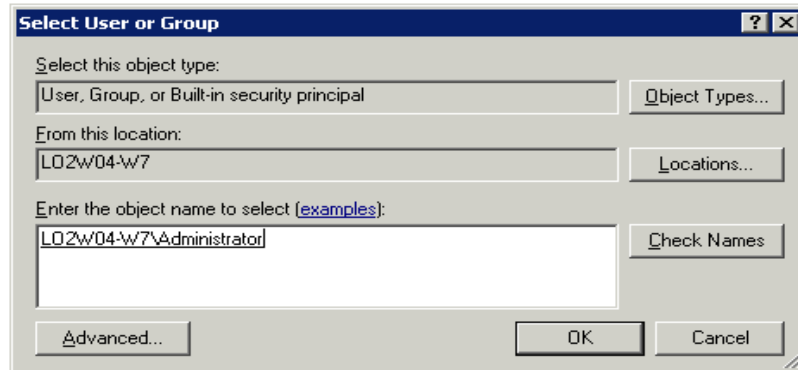 Select User or Group
Select this object type:
User, Group, or Built-in security principal
Object Types...
From this location:
LO2W04-W7
Locations...
Enter the object name to select (examples):
LO2W04-W7\Administrator
Check Names
Advanced...
OK
Cancel